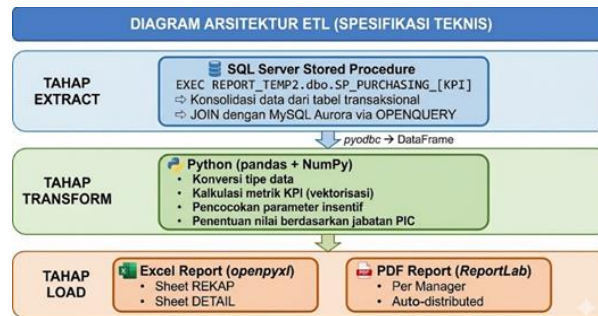 DIAGRAM ARSITEKTUR ETL (SPESIFIKASI TEKNIS)
TAHAP
EXTRACT
SQL Server Stored Procedure
EXEC REPORT_TEMP2.dbo.SP_PURCHASING_[KPI]
⇨ Konsolidasi data dari tabel transaksional
⇨ JOIN dengan MySQL Aurora via OPENQUERY
pyodbc → DataFrame
TAHAP
TRANSFORM
Python (pandas + NumPy)
• Konversi tipe data
• Kalkulasi metrik KPI (vektorisasi)
• Pencocokan parameter insentif
• Penentuan nilai berdasarkan jabatan PIC
TAHAP
LOAD
Excel Report (openpyxl)
• Sheet REKAP
• Sheet DETAIL
PDF Report (ReportLab)
• Per Manager
• Auto-distributed